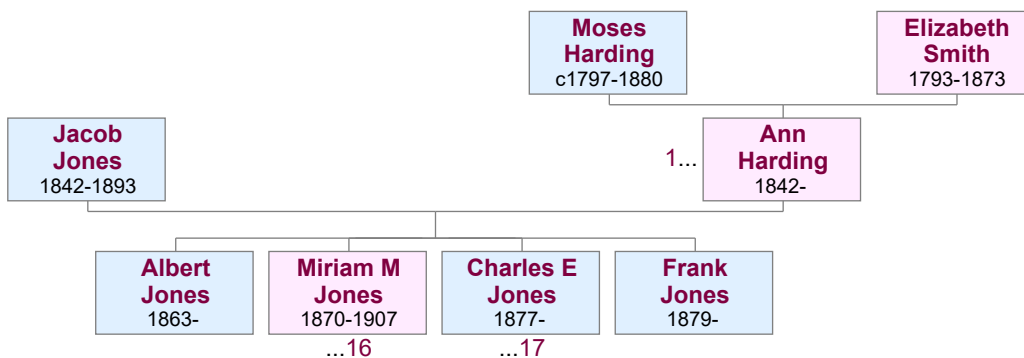 Moses
Harding
c1797-1880
Elizabeth
Smith
1793-1873
Jacob
Jones
1842-1893
1...
Ann
Harding
1842-
Albert
Jones
1863-
Miriam M
Jones
1870-1907
Charles E
Jones
1877-
Frank
Jones
1879-
...16
...17